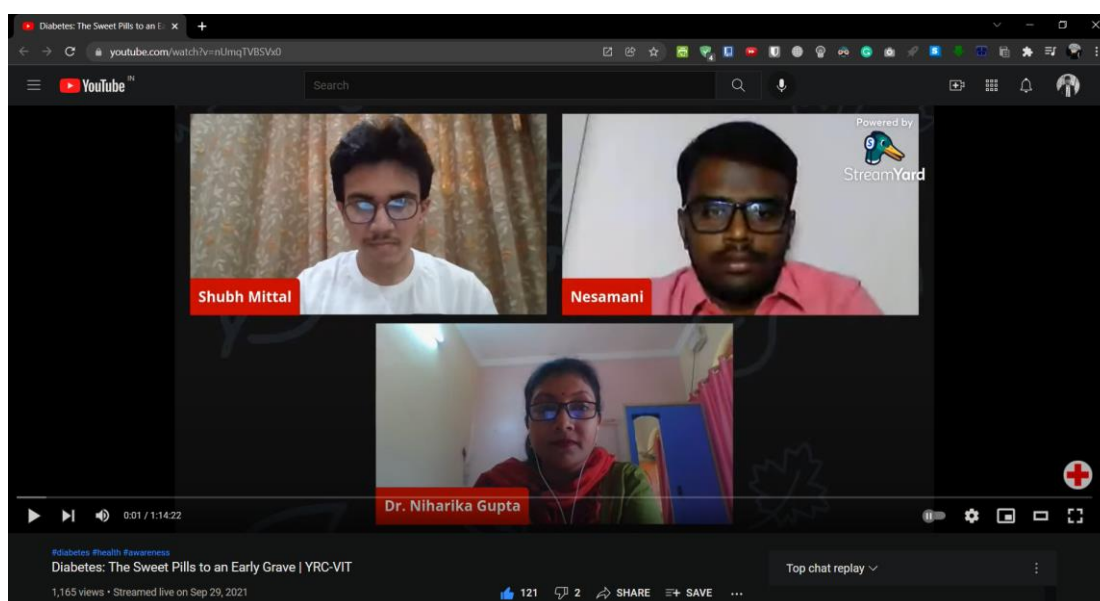 Diabetes: The Sweet Pills to an E
youtube.com/watch?v=nUmqTVBSVx0
YouTube IN
Search
Powered by
StreamYard
Shubh Mittal
Nesamani
Dr. Niharika Gupta
0:01 / 1:14:22
#diabetes #health #awareness
Diabetes: The Sweet Pills to an Early Grave | YRC-VIT
Top chat replay
1,165 views • Streamed live on Sep 29, 2021
121
2
SHARE
SAVE